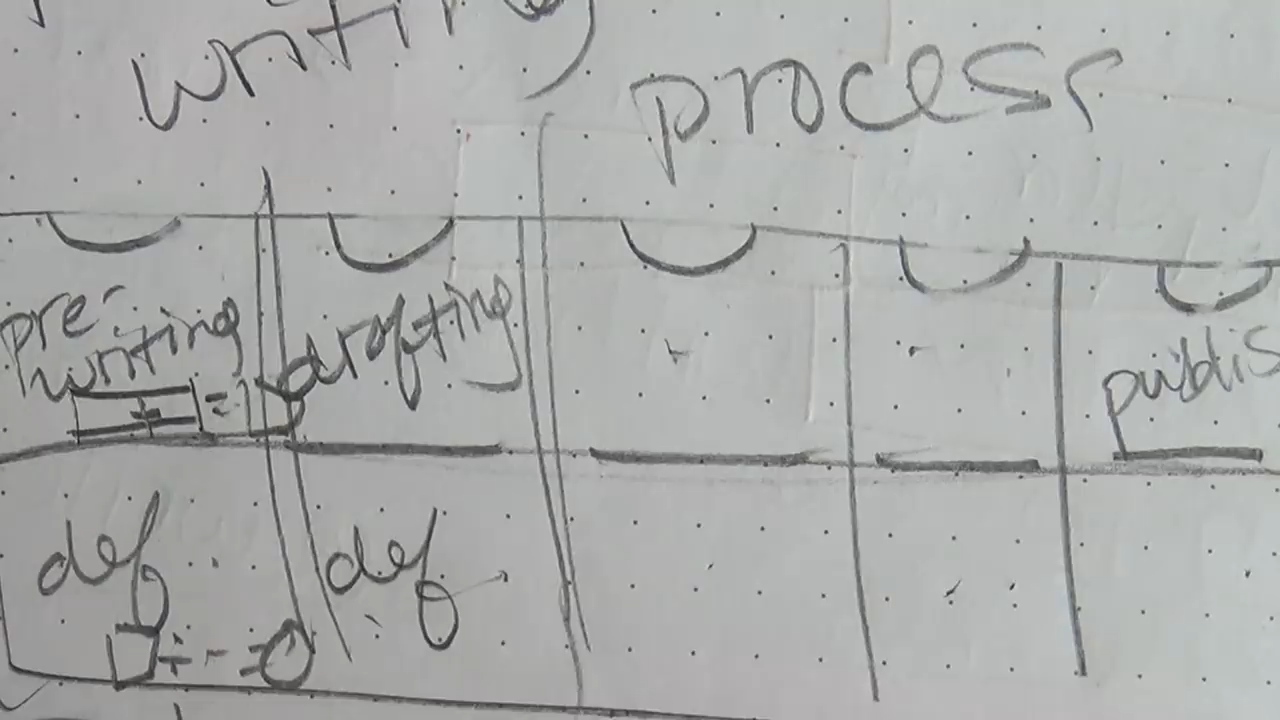 writing process
pre-
writing
drafting
publis
def
def